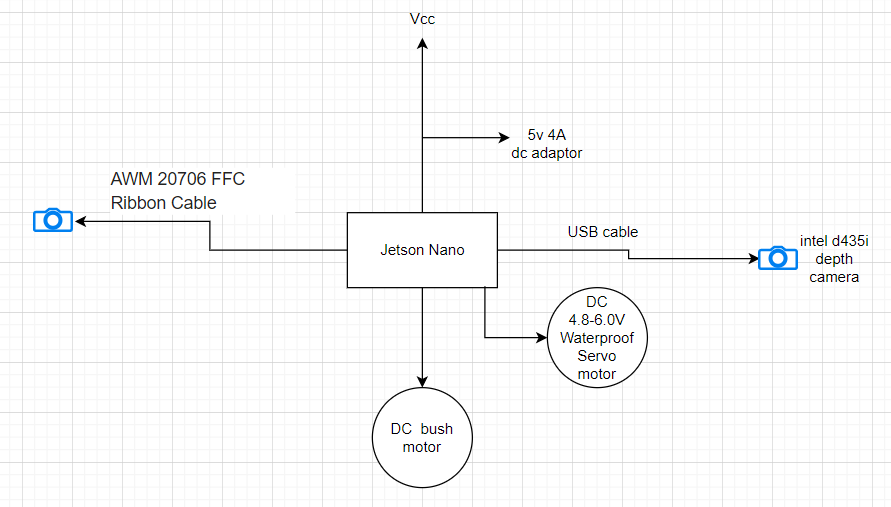 Vcc
5v 4A
dc adaptor
AWM 20706 FFC
Ribbon Cable
Jetson Nano
USB cable
intel d435i
depth
camera
DC
4.8-6.0V
Waterproof
Servo
motor
DC bush
motor